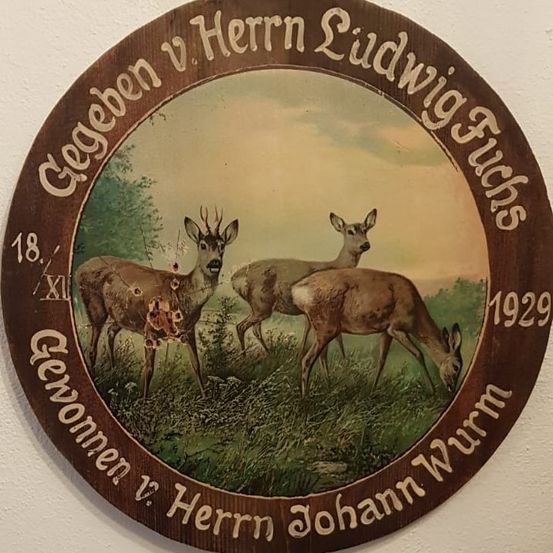 Gegeben v. Herrn Ludwig Fuchs
18./XI 1929
Gewonnen v. Herrn Johann Wurm